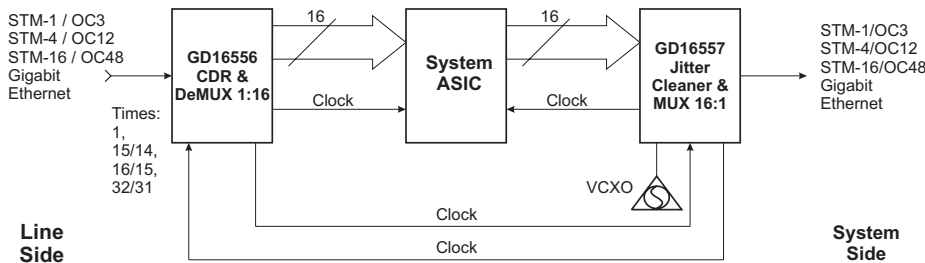 STM-1 / OC3
STM-4 / OC12
STM-16 / OC48
Gigabit
Ethernet
Times:
1,
15/14,
16/15,
32/31
GD16556
CDR &
DeMUX 1:16
16
Clock
System
ASIC
16
Clock
GD16557
Jitter
Cleaner &
MUX 16:1
STM-1/OC3
STM-4/OC12
STM-16/OC48
Gigabit
Ethernet
VCXO
Clock
Clock
Line
Side
System
Side